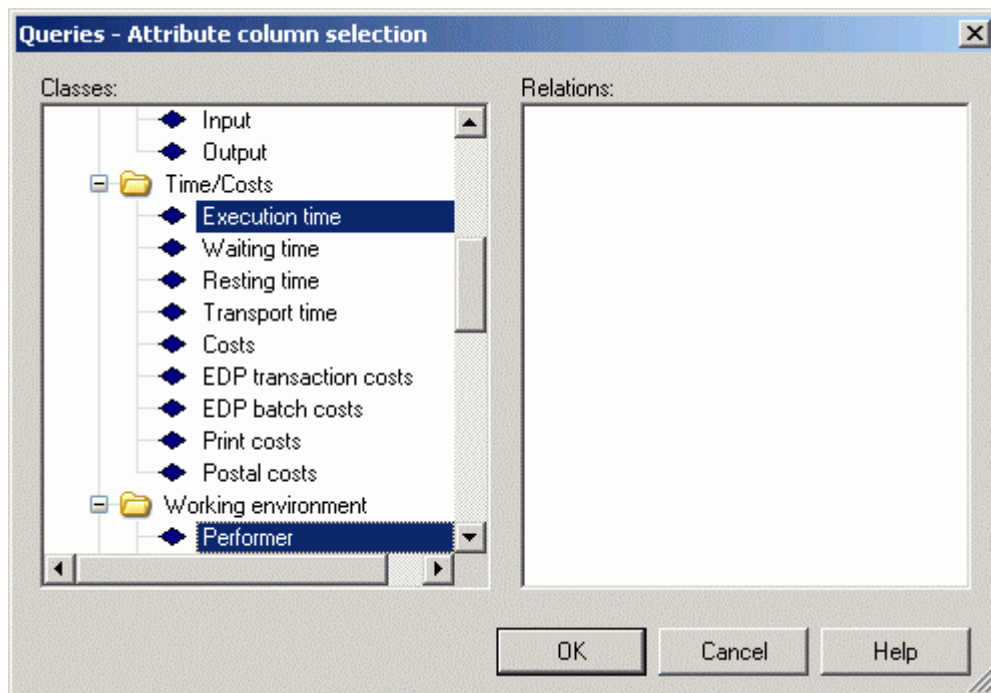 Queries - Attribute column selection
Classes:
Relations:
Input
Output
Time/Costs
Execution time
Waiting time
Resting time
Transport time
Costs
EDP transaction costs
EDP batch costs
Print costs
Postal costs
Working environment
Performer
OK
Cancel
Help